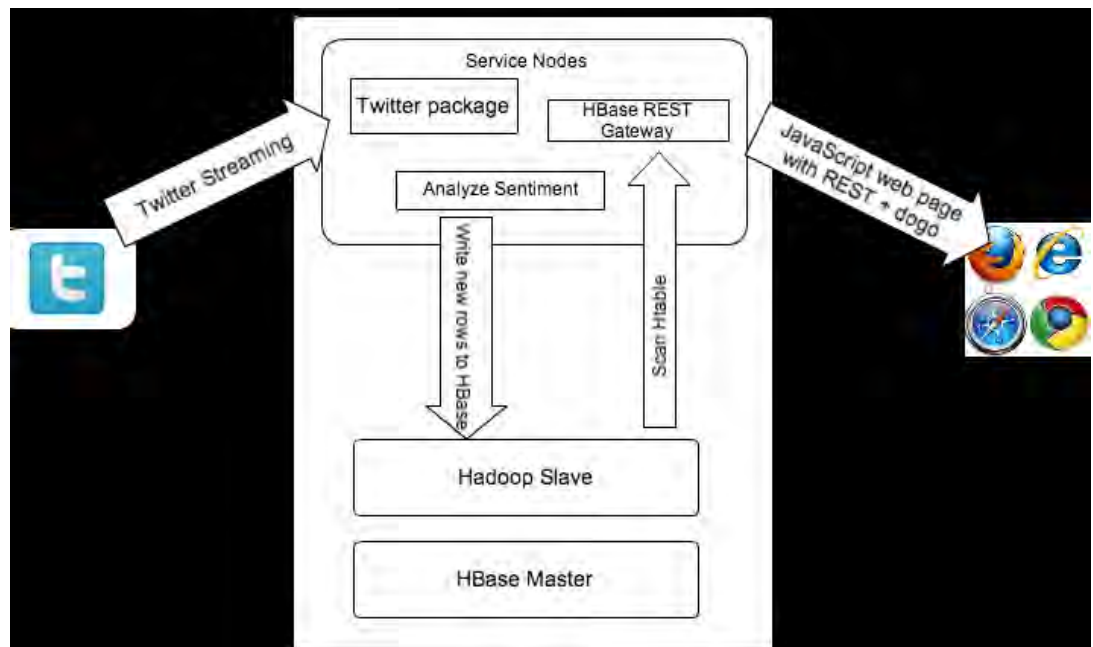 Service Nodes
Twitter package
HBase REST
Gateway
Analyze Sentiment
Twitter Streaming
JavaScript web page
with REST + dogo
Write new rows to HBase
Scan Htable
Hadoop Slave
HBase Master